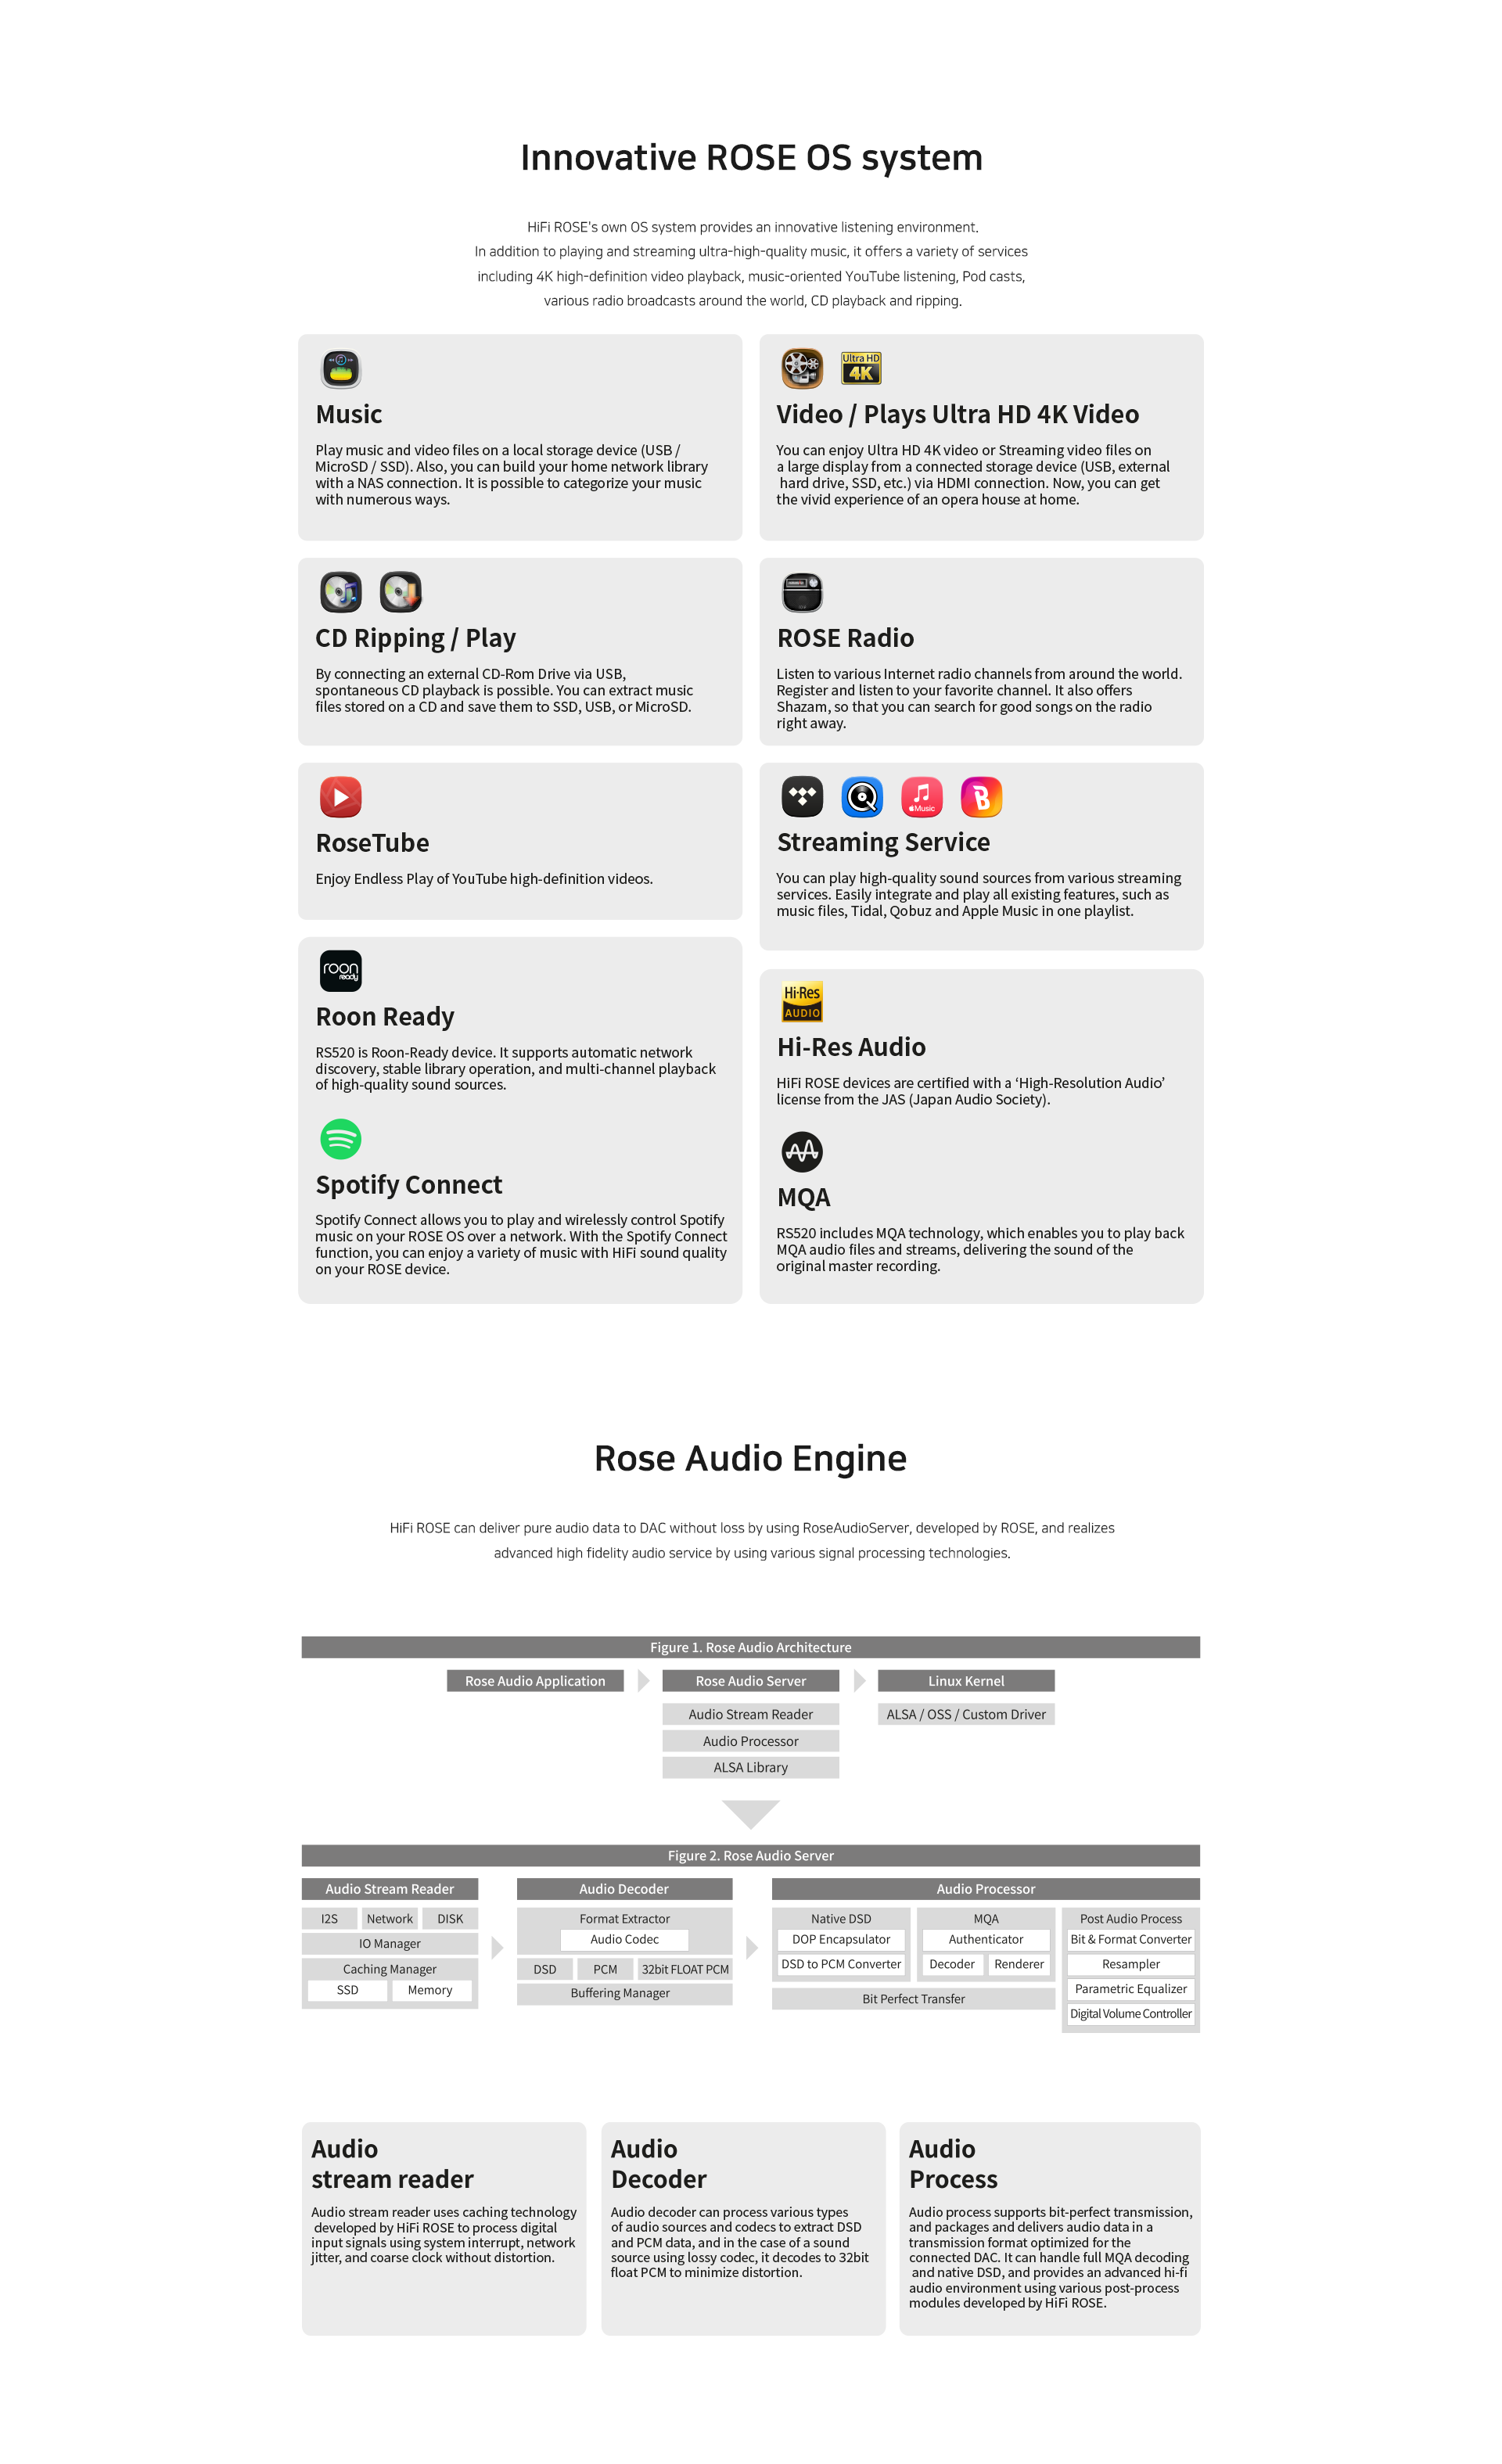 Innovative ROSE OS system
HiFi ROSE's own OS system provides an innovative listening environment.
In addition to playing and streaming ultra-high-quality music, it offers a variety of services
including 4K high-definition video playback, music-oriented YouTube listening, Pod casts,
various radio broadcasts around the world, CD playback and ripping.
Music
Play music and video files on a local storage device (USB /
MicroSD / SSD). Also, you can build your home network library
with a NAS connection. It is possible to categorize your music
with numerous ways.
Ultra HD
4K
Video / Plays Ultra HD 4K Video
You can enjoy Ultra HD 4K video or Streaming video files on
a large display from a connected storage device (USB, external
hard drive, SSD, etc.) via HDMI connection. Now, you can get
the vivid experience of an opera house at home.
CD Ripping / Play
By connecting an external CD-Rom Drive via USB,
spontaneous CD playback is possible. You can extract music
files stored on a CD and save them to SSD, USB, or MicroSD.
ROSE Radio
Listen to various Internet radio channels from around the world.
Register and listen to your favorite channel. It also offers
Shazam, so that you can search for good songs on the radio
right away.
RoseTube
Enjoy Endless Play of YouTube high-definition videos.
Music
B
Streaming Service
You can play high-quality sound sources from various streaming
services. Easily integrate and play all existing features, such as
music files, Tidal, Qobuz and Apple Music in one playlist.
roon
ready
Roon Ready
RS520 is Roon-Ready device. It supports automatic network
discovery, stable library operation, and multi-channel playback
of high-quality sound sources.
Spotify Connect
Spotify Connect allows you to play and wirelessly control Spotify
music on your ROSE OS over a network. With the Spotify Connect
function, you can enjoy a variety of music with HiFi sound quality
on your ROSE device.
Hi-Res
AUDIO
Hi-Res Audio
HiFi ROSE devices are certified with a ‘High-Resolution Audio’
license from the JAS (Japan Audio Society).
MQA
RS520 includes MQA technology, which enables you to play back
MQA audio files and streams, delivering the sound of the
original master recording.
Rose Audio Engine
HiFi ROSE can deliver pure audio data to DAC without loss by using RoseAudioServer, developed by ROSE, and realizes
advanced high fidelity audio service by using various signal processing technologies.
Figure 1. Rose Audio Architecture
Rose Audio Application
Rose Audio Server
Linux Kernel
Audio Stream Reader
ALSA / OSS / Custom Driver
Audio Processor
ALSA Library
Figure 2. Rose Audio Server
Audio Stream Reader
I2S Network DISK
IO Manager
Caching Manager
SSD Memory
Audio Decoder
Format Extractor
Audio Codec
DSD PCM 32bit FLOAT PCM
Buffering Manager
Audio Processor
Native DSD
DOP Encapsulator
DSD to PCM Converter
MQA
Authenticator
Decoder Renderer
Bit Perfect Transfer
Post Audio Process
Bit & Format Converter
Resampler
Parametric Equalizer
Digital Volume Controller
Audio
stream reader
Audio stream reader uses caching technology
developed by HiFi ROSE to process digital
input signals using system interrupt, network
jitter, and coarse clock without distortion.
Audio
Decoder
Audio decoder can process various types
of audio sources and codecs to extract DSD
and PCM data, and in the case of a sound
source using lossy codec, it decodes to 32bit
float PCM to minimize distortion.
Audio
Process
Audio process supports bit-perfect transmission,
and packages and delivers audio data in a
transmission format optimized for the
connected DAC. It can handle full MQA decoding
and native DSD, and provides an advanced hi-fi
audio environment using various post-process
modules developed by HiFi ROSE.